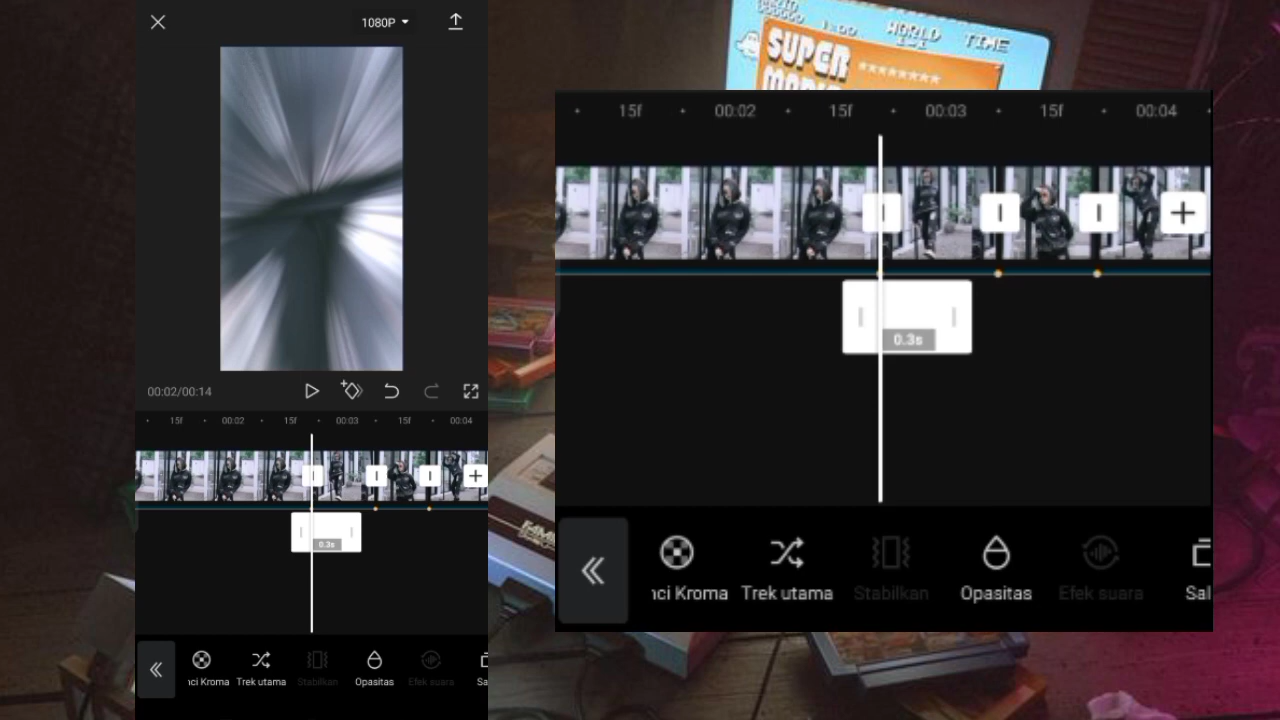 1080P
00:02/00:14
15f 00:02 15f 00:03 15f 00:04
0.3s
nci Kroma Trek utama Stabilkan Opasitas Efek suara Sa
WORLD TIME
1-1
SUPER
15f 00:02 15f 00:03 15f 00:04
0.3s
nci Kroma Trek utama Stabilkan Opasitas Efek suara Sal